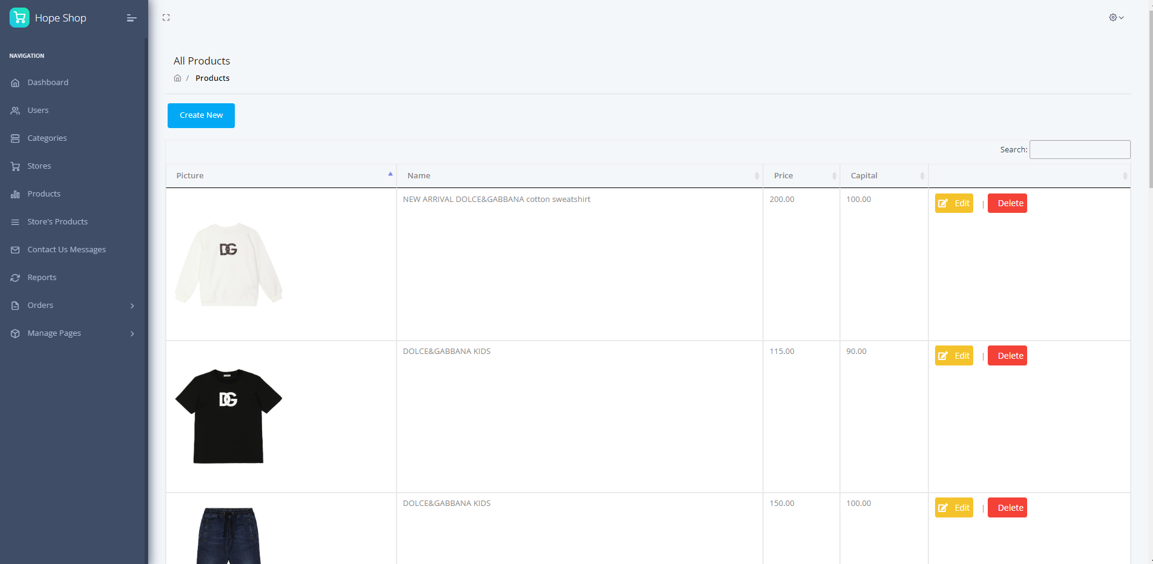 Hope Shop
NAVIGATION
Dashboard
Users
Categories
Stores
Products
Store's Products
Contact Us Messages
Reports
Orders
Manage Pages
All Products
/ Products
Create New
Search:
Picture Name Price Capital
DG
NEW ARRIVAL DOLCE&GABBANA cotton sweatshirt 200.00 100.00 Edit | Delete
DG
DOLCE&GABBANA KIDS 115.00 90.00 Edit | Delete
DOLCE&GABBANA KIDS 150.00 100.00 Edit | Delete